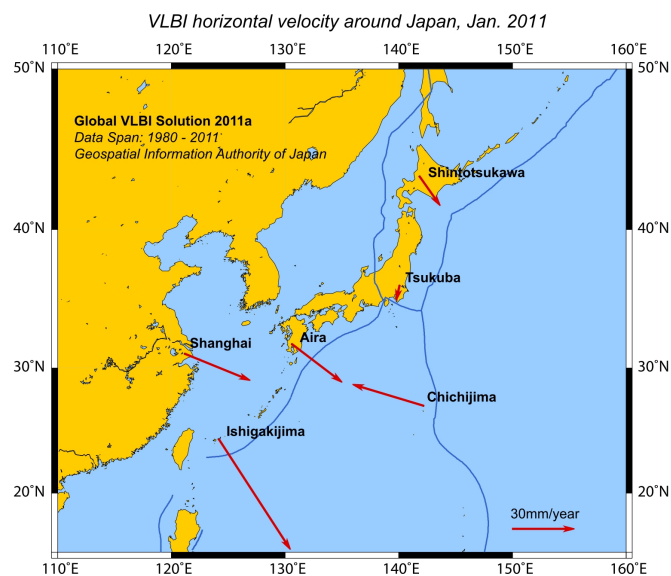 VLBI horizontal velocity around Japan, Jan. 2011
110°E 120°E 130°E 140°E 150°E 160°E
50°N 50°N
Global VLBI Solution 2011a
Data Span: 1980 - 2011
Geospatial Information Authority of Japan
Shintotsukawa
40°N 40°N
Tsukuba
Shanghai Aira
30°N 30°N
Chichijima
Ishigakijima
20°N 20°N
30mm/year
110°E 120°E 130°E 140°E 150°E 160°E